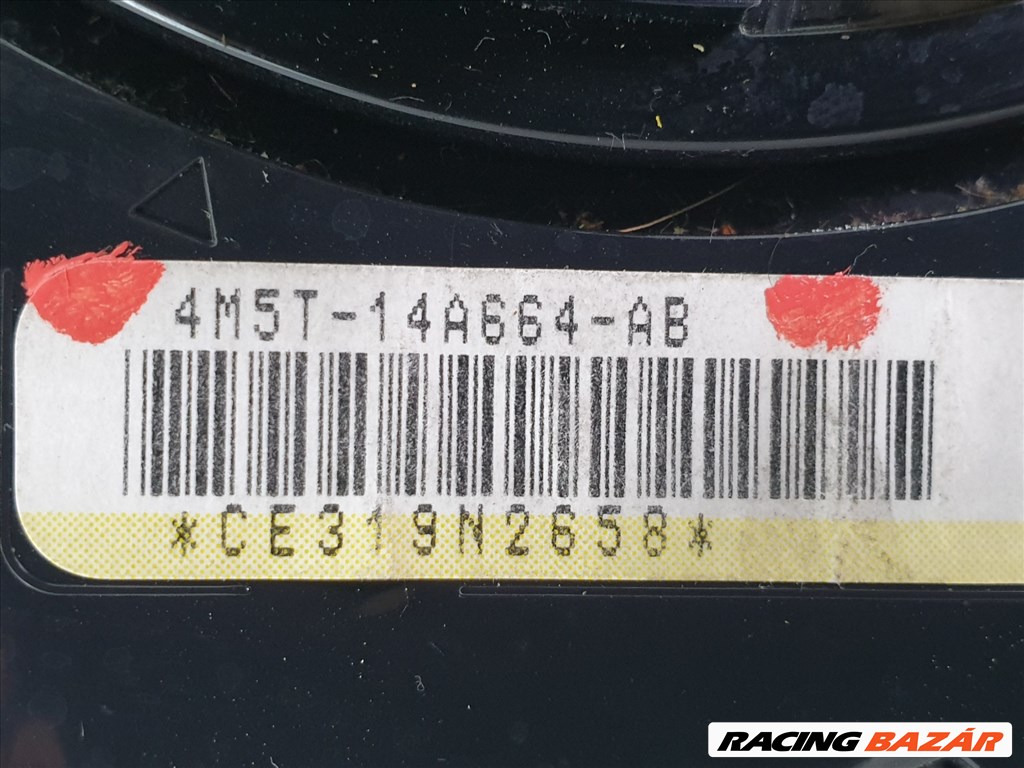 4M5T-14A664-AB
*CE319N2658*
RACING BAZÁR